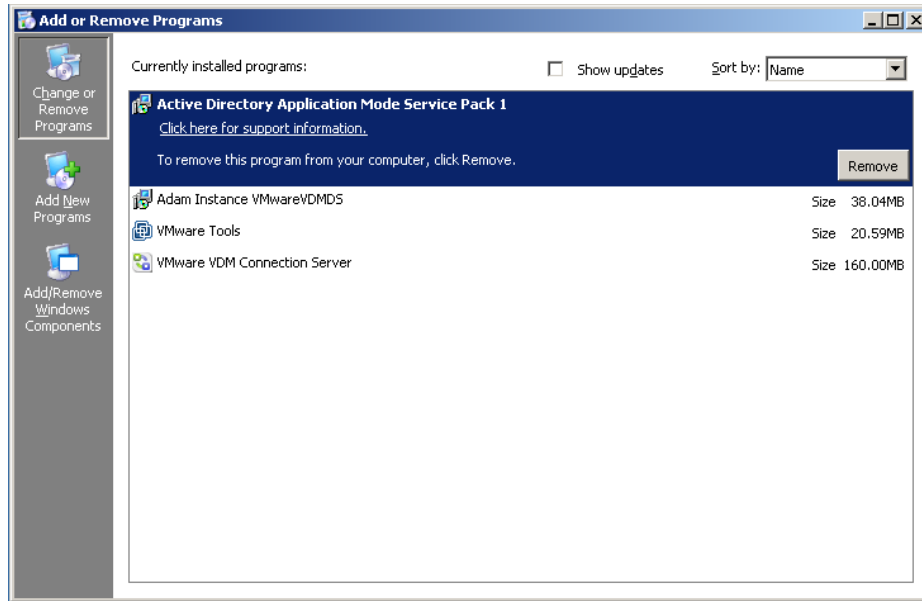 Add or Remove Programs
Change or
Remove
Programs
Add New
Programs
Add/Remove
Windows
Components
Currently installed programs:
Show updates
Sort by: Name
Active Directory Application Mode Service Pack 1
Click here for support information.
To remove this program from your computer, click Remove.
Remove
Adam Instance VMwareVDMDS Size 38.04MB
VMware Tools Size 20.59MB
VMware VDM Connection Server Size 160.00MB